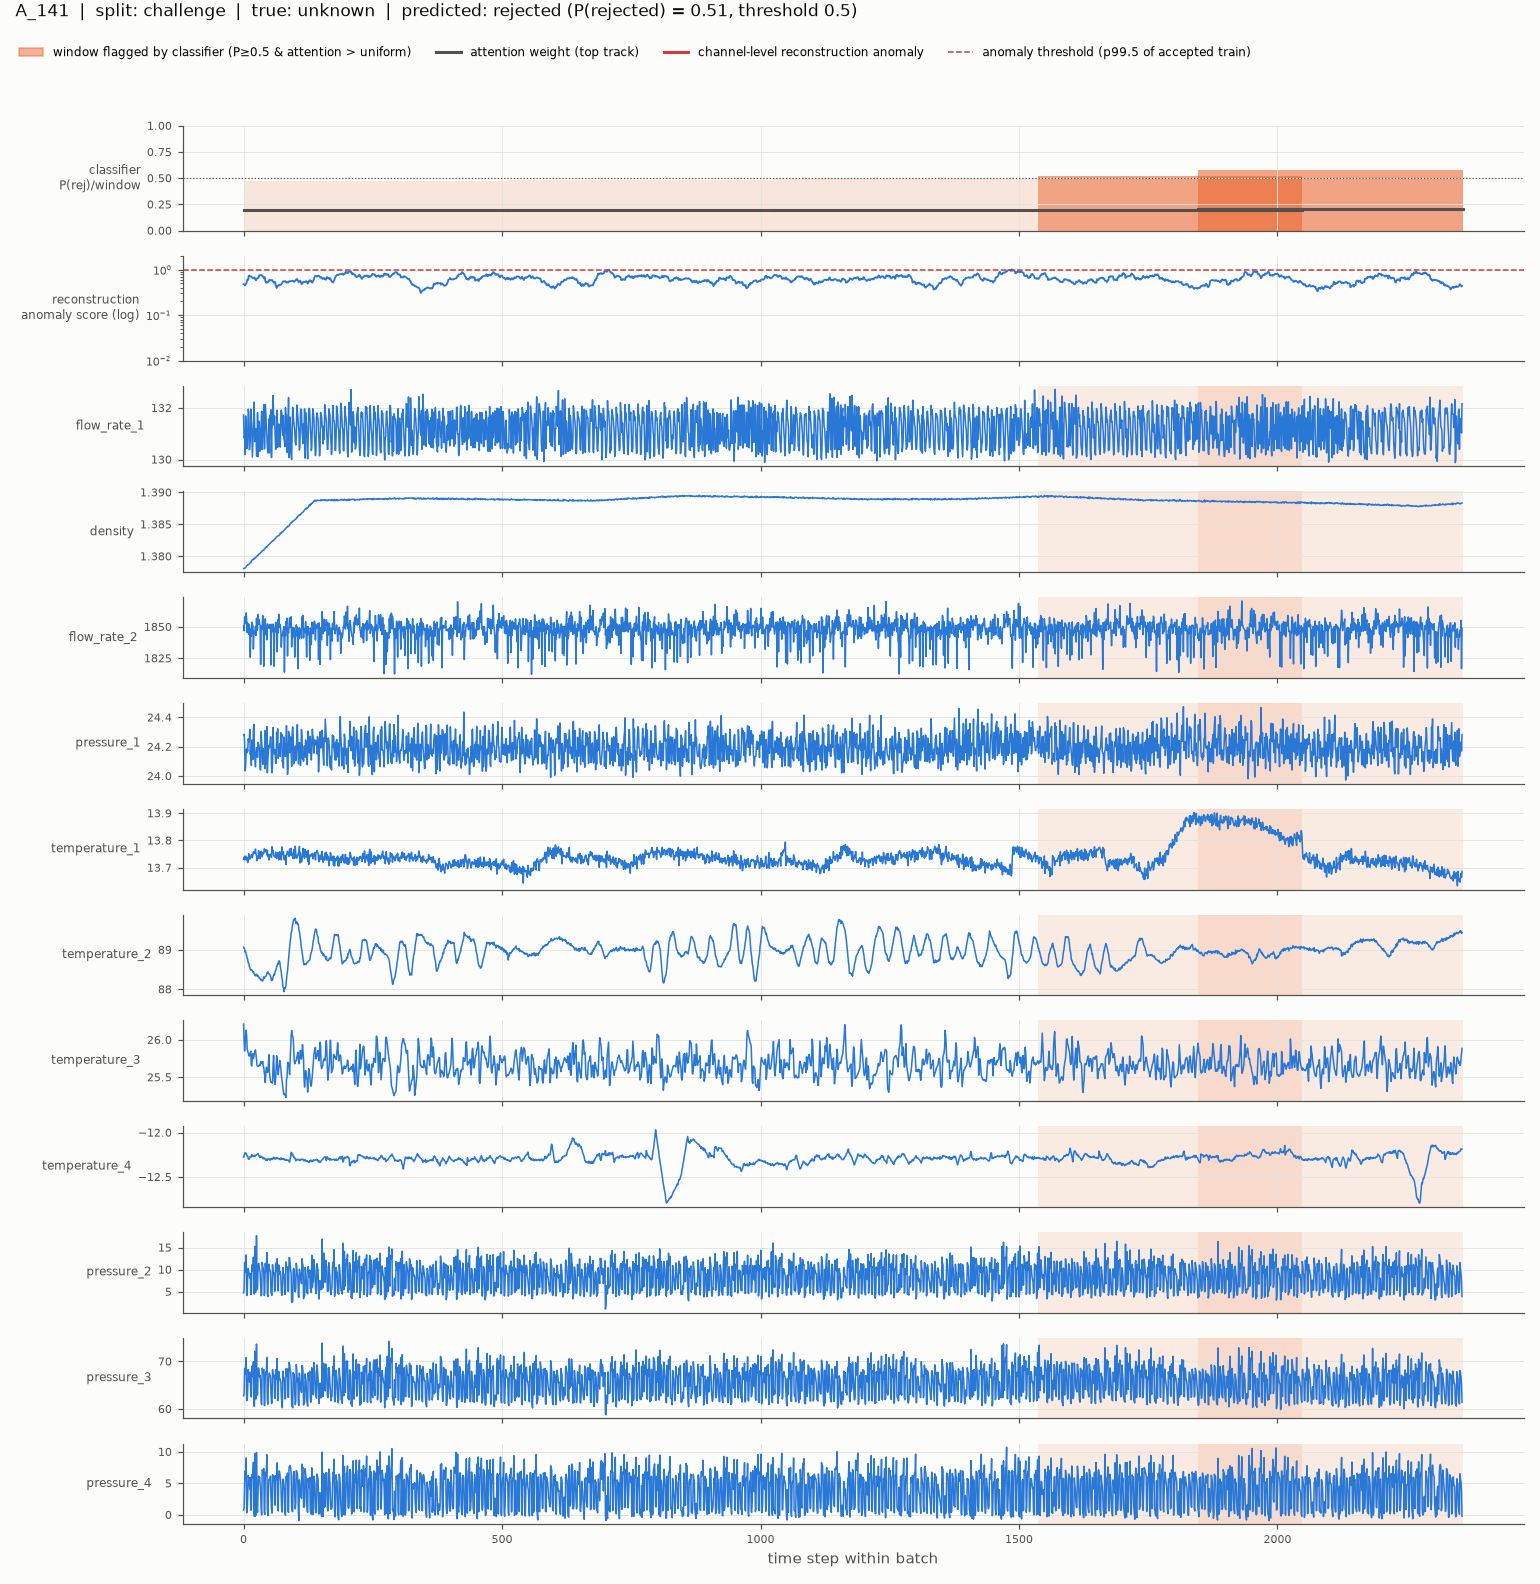 A_141 | split: challenge | true: unknown | predicted: rejected (P(rejected) = 0.51, threshold 0.5)
window flagged by classifier (P≥0.5 & attention > uniform)
attention weight (top track)
channel-level reconstruction anomaly
anomaly threshold (p99.5 of accepted train)
classifier
P(rej)/window
1.00
0.75
0.50
0.25
0.00
reconstruction
anomaly score (log)
10⁰
10⁻¹
10⁻²
flow_rate_1
132
130
density
1.390
1.385
1.380
flow_rate_2
1850
1825
pressure_1
24.4
24.2
24.0
temperature_1
13.9
13.8
13.7
temperature_2
89
88
temperature_3
26.0
25.5
temperature_4
−12.0
−12.5
pressure_2
15
10
5
pressure_3
70
60
pressure_4
10
5
0
0
500
1000
1500
2000
time step within batch